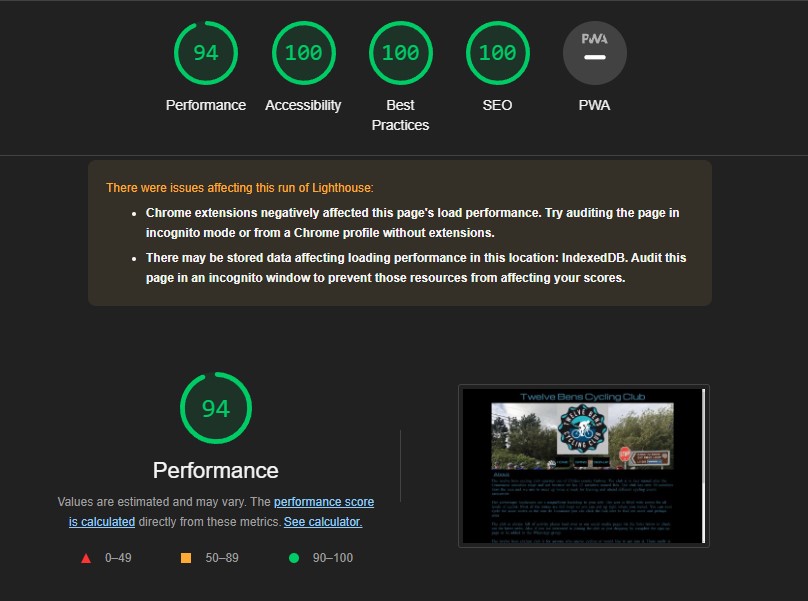 94
100
100
100
PWA
Performance
Accessibility
Best
Practices
SEO
PWA
There were issues affecting this run of Lighthouse:
Chrome extensions negatively affected this page's load performance. Try auditing the page in
incognito mode or from a Chrome profile without extensions.
There may be stored data affecting loading performance in this location: IndexedDB. Audit this
page in an incognito window to prevent those resources from affecting your scores.
94
Performance
Values are estimated and may vary. The performance score
is calculated directly from these metrics. See calculator.
0–49
50–89
90–100
Twelve Bens Cycling Club
TWELVE BENS
CYCLING CLUB
STOP
About